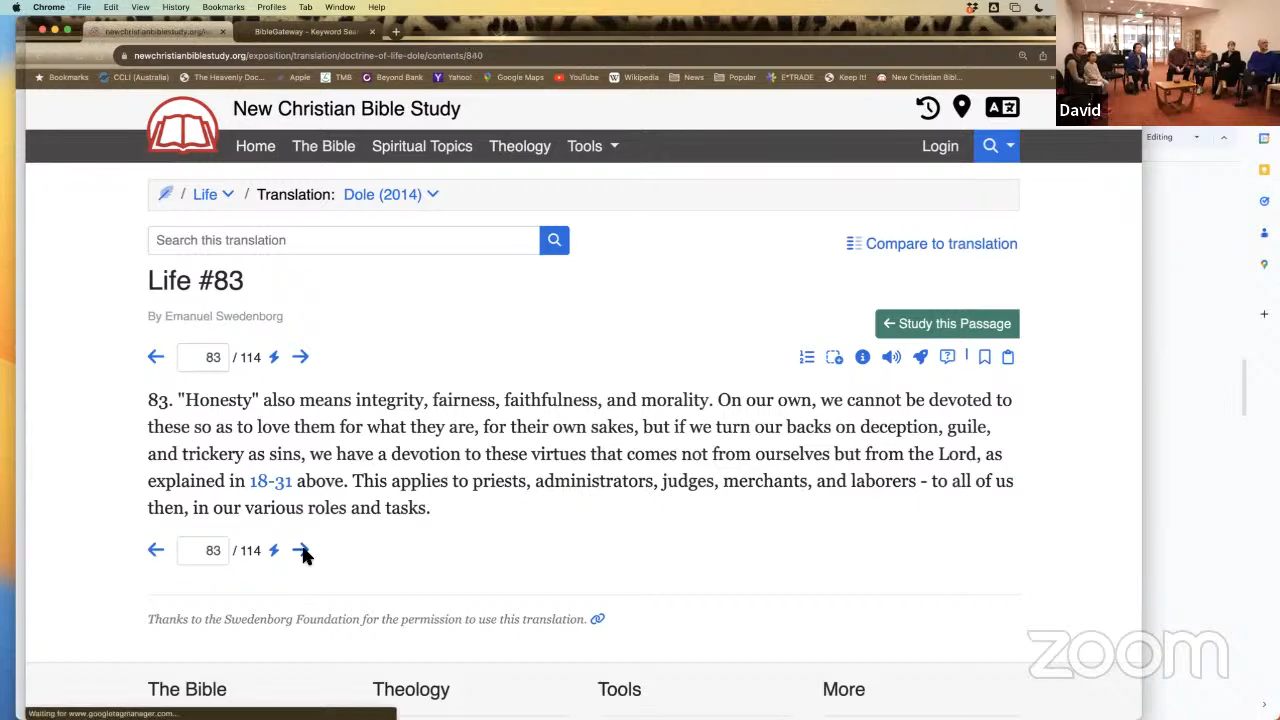 Chrome File Edit View History Bookmarks Profiles Tab Window Help
BibleGateway - Keyword Sea
newchristianbiblestudy.org/exposition/translation/doctrine-of-life-dole/contents/840
Bookmarks CCLI (Australia) The Heavenly Doc... Apple TMB Beyond Bank Yahoo! Google Maps YouTube Wikipedia News Popular E*TRADE Keep It! New Christian Bibl...
David
New Christian Bible Study
Editing
Home The Bible Spiritual Topics Theology Tools Login
/ Life / Translation: Dole (2014)
Search this translation
Compare to translation
Life #83
By Emanuel Swedenborg
Study this Passage
83 / 114
83. "Honesty" also means integrity, fairness, faithfulness, and morality. On our own, we cannot be devoted to
these so as to love them for what they are, for their own sakes, but if we turn our backs on deception, guile,
and trickery as sins, we have a devotion to these virtues that comes not from ourselves but from the Lord, as
explained in 18-31 above. This applies to priests, administrators, judges, merchants, and laborers - to all of us
then, in our various roles and tasks.
83 / 114
Thanks to the Swedenborg Foundation for the permission to use this translation.
zoom
The Bible Theology Tools More
Waiting for www.googletagmanager.com...